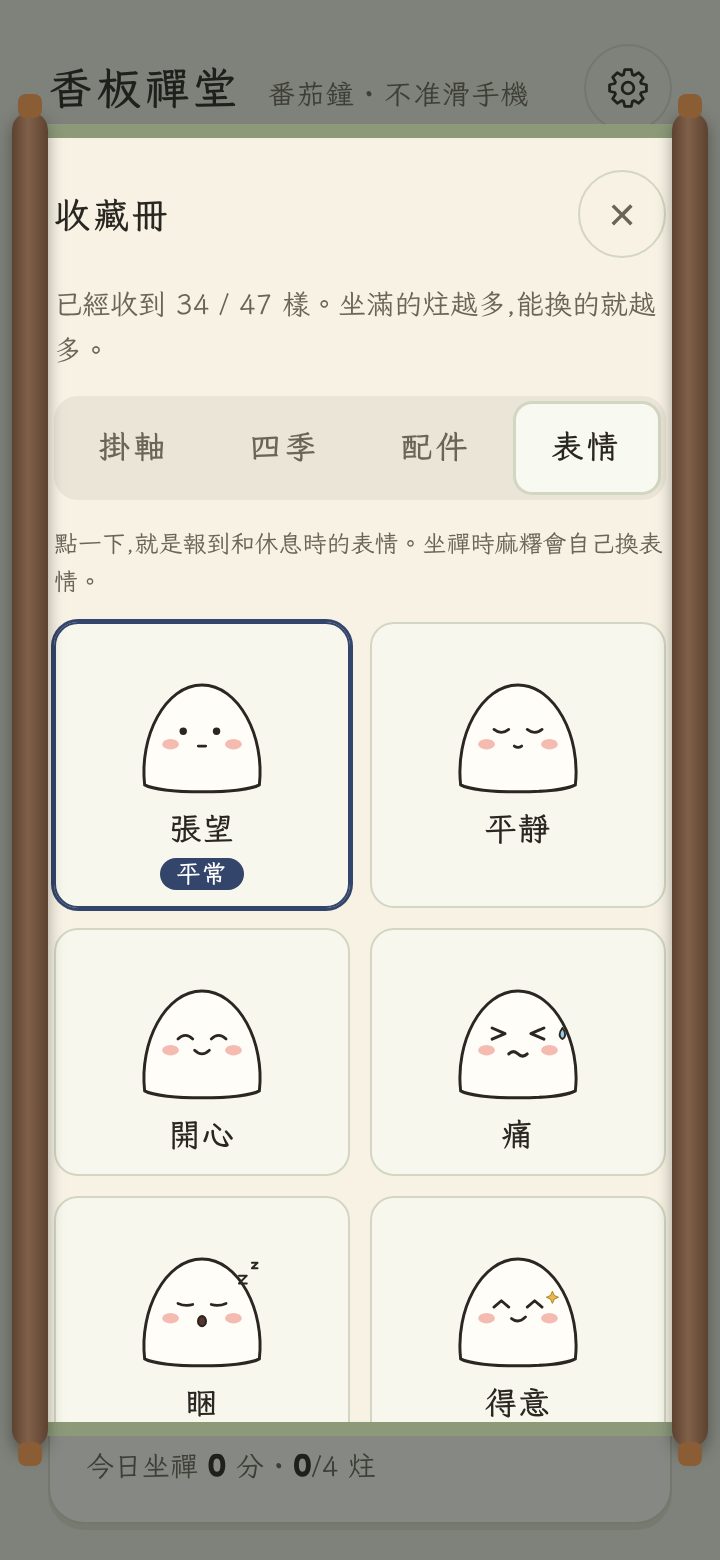 香板禪堂 番茄鐘・不准滑手機
收藏冊
已經收到 34 / 47 樣。坐滿的炷越多,能換的就越
多。
掛軸 四季 配件 表情
點一下,就是報到和休息時的表情。坐禪時麻糬會自己換表
情。
張望 平靜
平常
開心 痛
z z
睏 得意
今日坐禪 0 分・0/4 炷